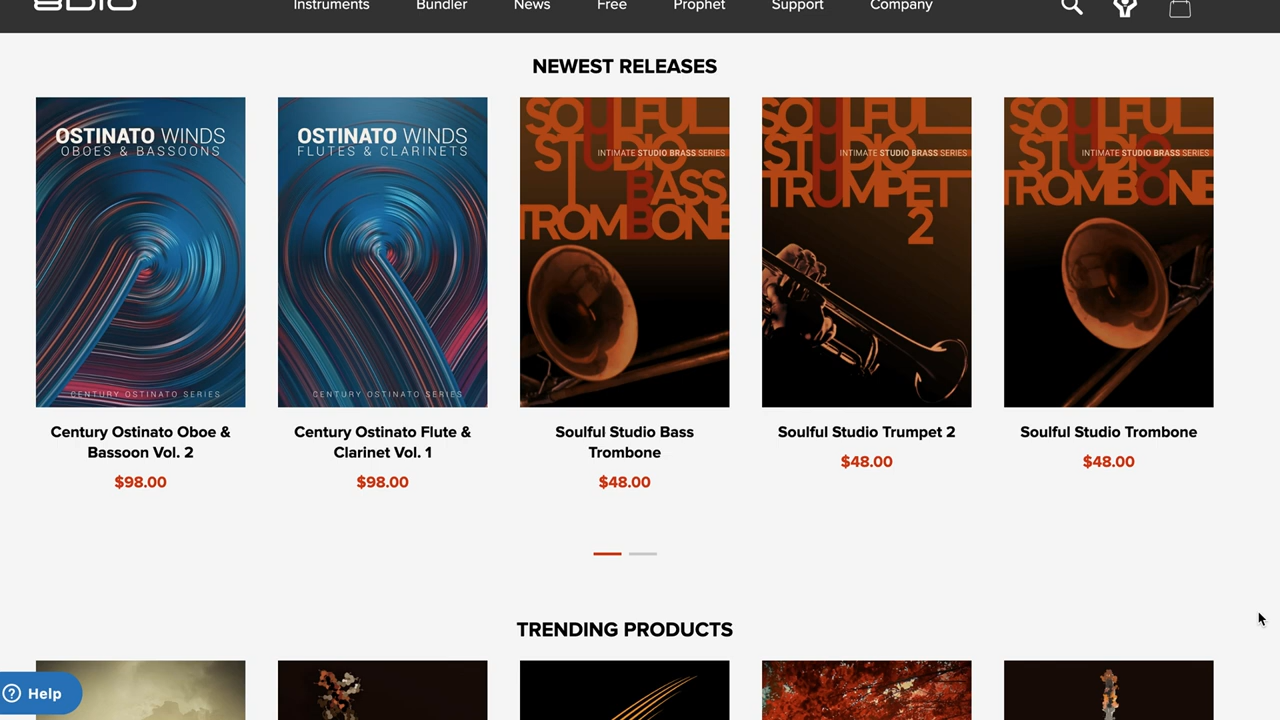 8DIO
Instruments Bundler News Free Prophet Support Company
NEWEST RELEASES
OSTINATO WINDS
OBOES & BASSOONS
CENTURY OSTINATO SERIES
OSTINATO WINDS
FLUTES & CLARINETS
CENTURY OSTINATO SERIES
SOULFUL
STUDIO
INTIMATE STUDIO BRASS SERIES
BASS
TROMBONE
SOULFUL
STUDIO
INTIMATE STUDIO BRASS SERIES
TRUMPET
2
SOULFUL
STUDIO
INTIMATE STUDIO BRASS SERIES
TROMBONE
Century Ostinato Oboe &
Bassoon Vol. 2
$98.00
Century Ostinato Flute &
Clarinet Vol. 1
$98.00
Soulful Studio Bass
Trombone
$48.00
Soulful Studio Trumpet 2
$48.00
Soulful Studio Trombone
$48.00
TRENDING PRODUCTS
Help